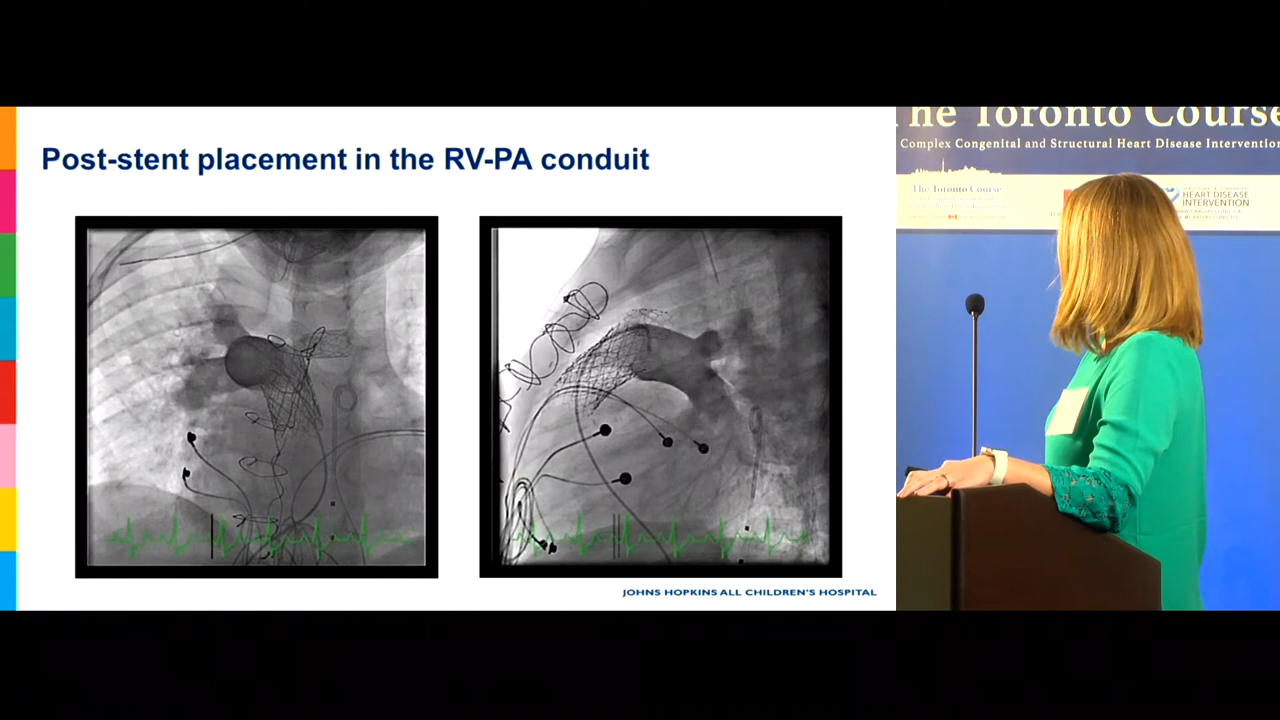 Post-stent placement in the RV-PA conduit
JOHNS HOPKINS ALL CHILDREN'S HOSPITAL
The Toronto Course
Complex Congenital and Structural Heart Disease Intervention
The Toronto Course
HEART DISEASE
INTERVENTION